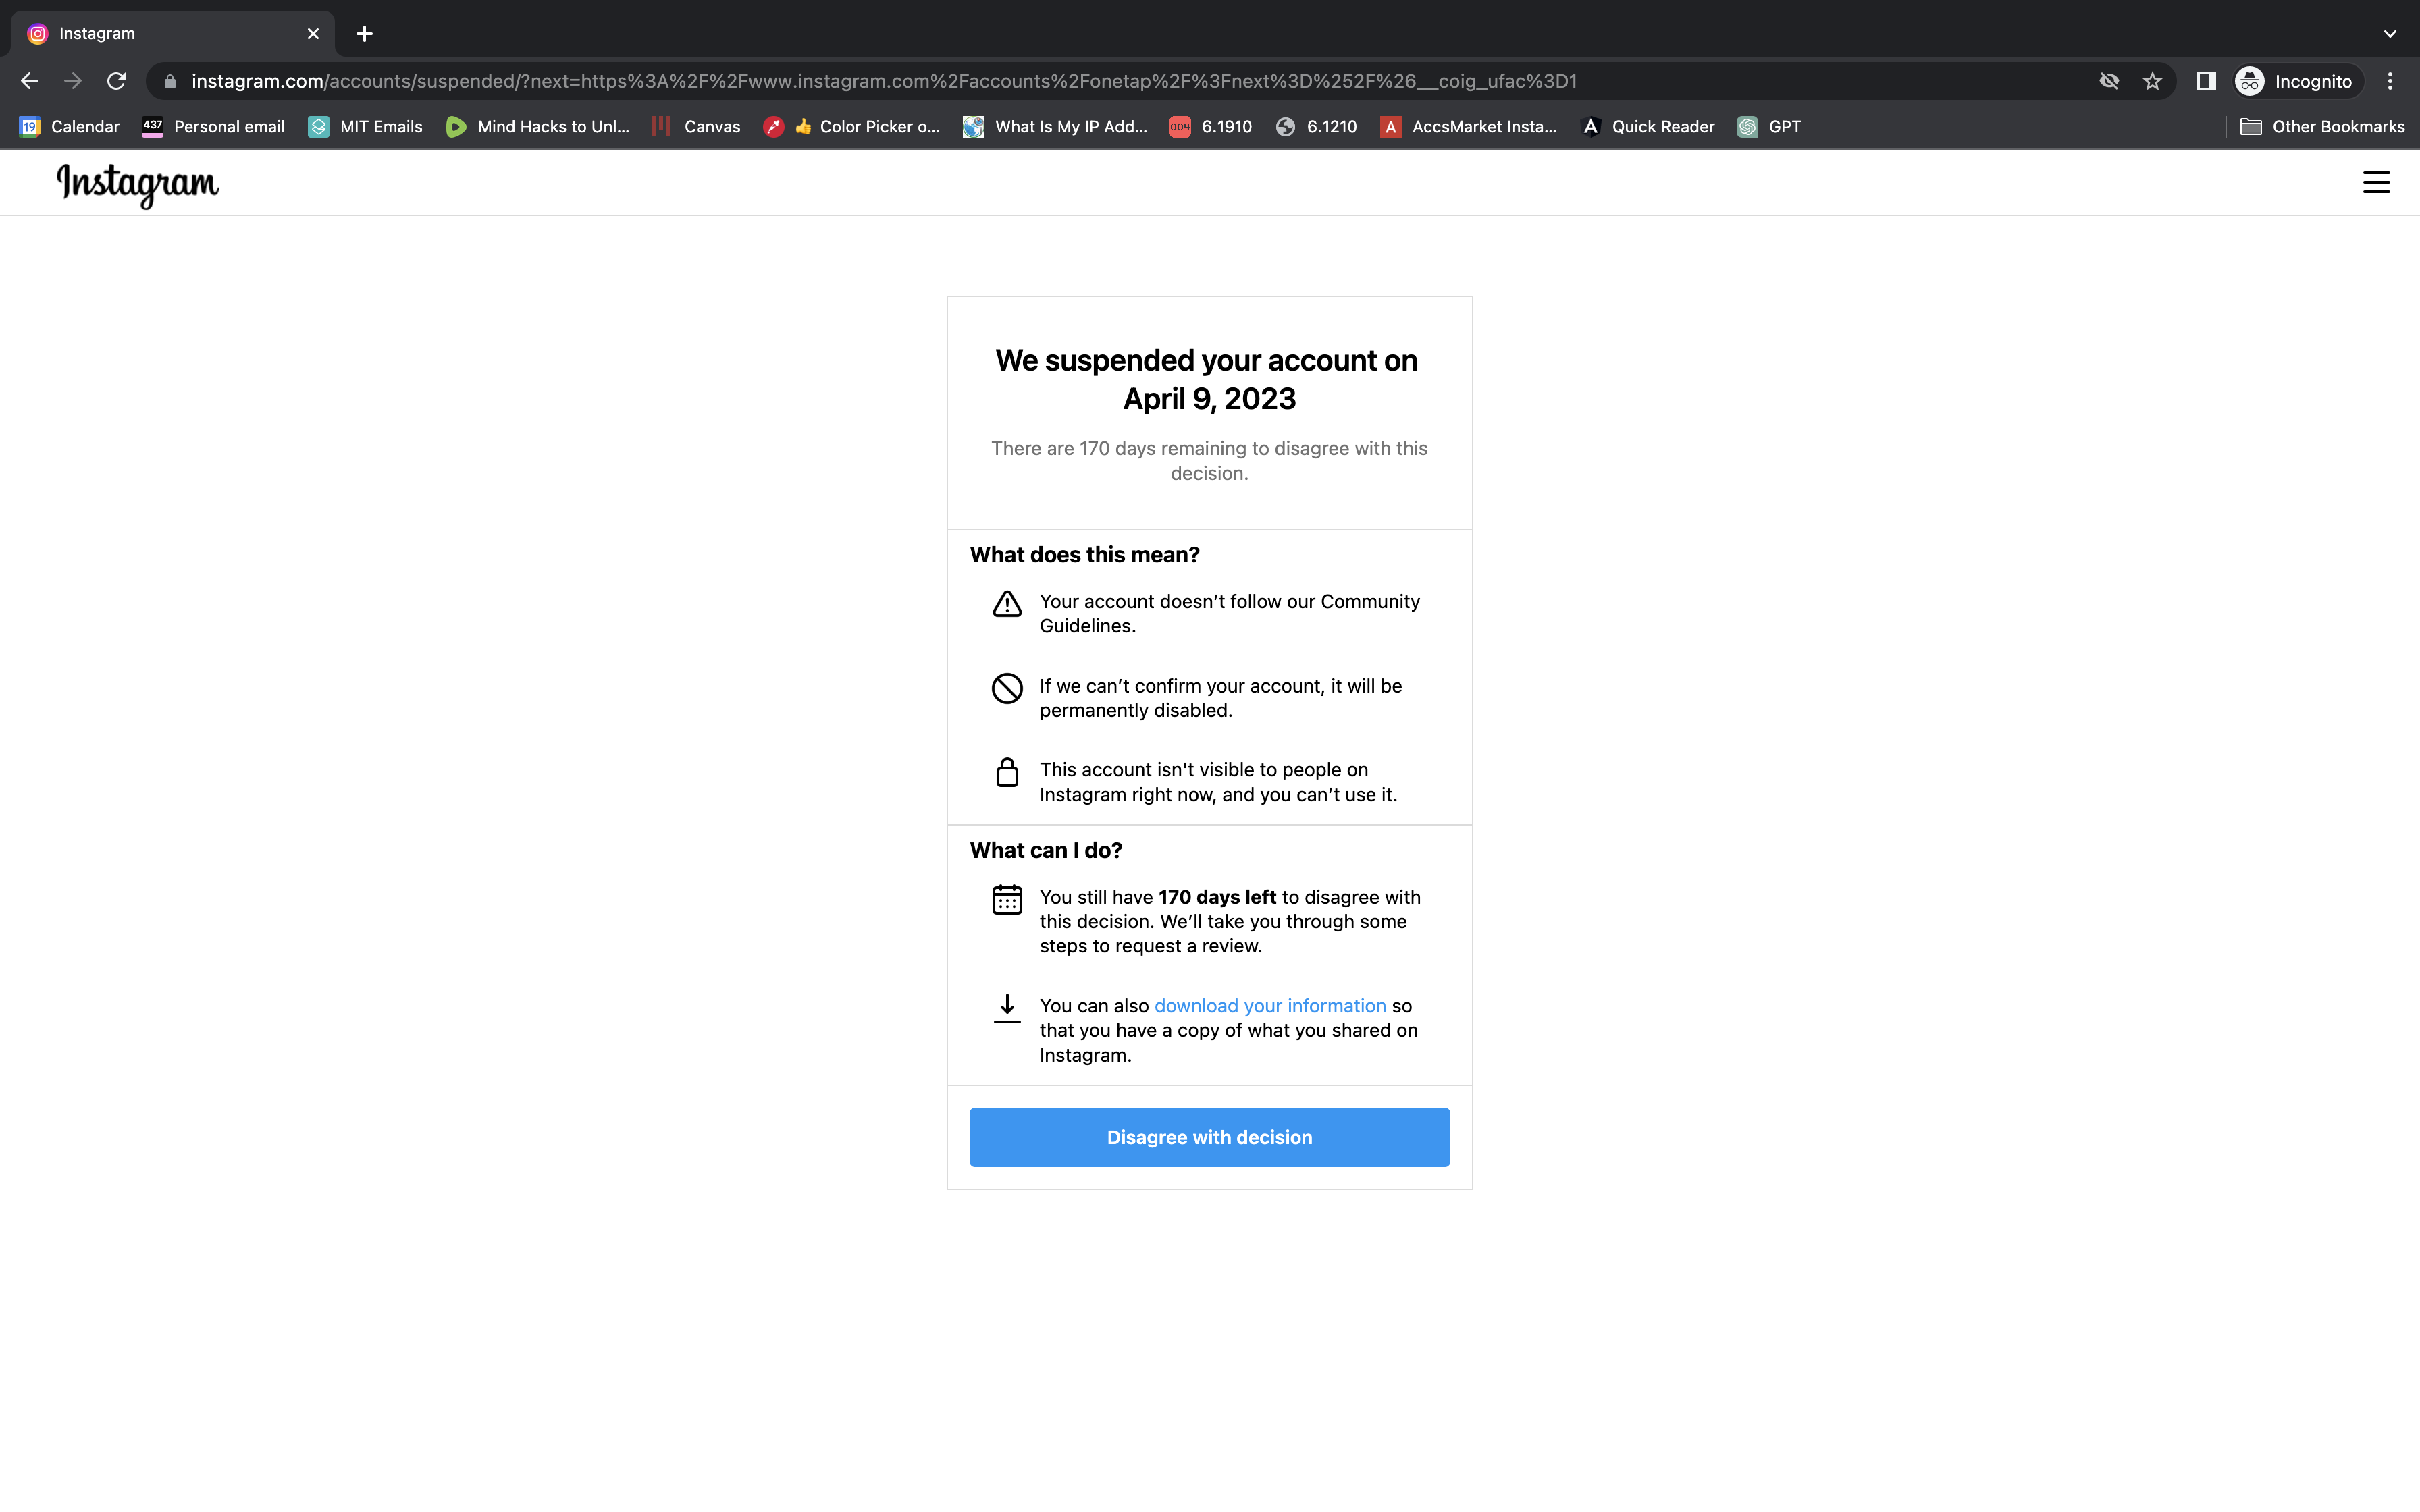 Instagram
instagram.com/accounts/suspended/?next=https%3A%2F%2Fwww.instagram.com%2Faccounts%2Fonetap%2F%3Fnext%3D%252F%26__coig_ufac%3D1
Incognito
19 Calendar 437 Personal email MIT Emails Mind Hacks to Unl... Canvas 👍 Color Picker o... What Is My IP Add... 004 6.1910 6.1210 A AccsMarket Insta... A Quick Reader GPT Other Bookmarks
Instagram
We suspended your account on
April 9, 2023
There are 170 days remaining to disagree with this
decision.
What does this mean?
Your account doesn’t follow our Community
Guidelines.
If we can’t confirm your account, it will be
permanently disabled.
This account isn't visible to people on
Instagram right now, and you can’t use it.
What can I do?
You still have 170 days left to disagree with
this decision. We’ll take you through some
steps to request a review.
You can also download your information so
that you have a copy of what you shared on
Instagram.
Disagree with decision